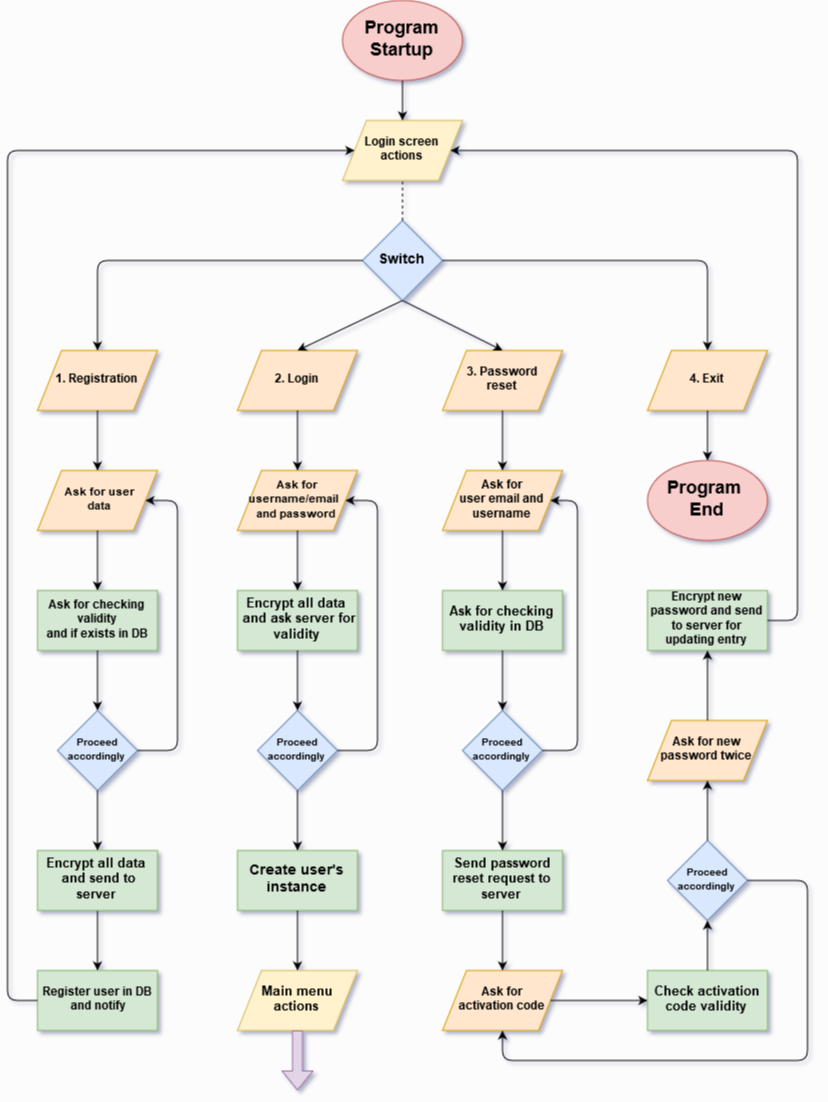 Program
Startup
Login screen
actions
Switch
1. Registration
2. Login
3. Password
reset
4. Exit
Ask for user
data
Ask for
username/email
and password
Ask for
user email and
username
Program
End
Ask for checking
validity
and if exists in DB
Encrypt all data
and ask server for
validity
Ask for checking
validity in DB
Encrypt new
password and send
to server for
updating entry
Proceed
accordingly
Proceed
accordingly
Proceed
accordingly
Ask for new
password twice
Encrypt all data
and send to
server
Create user's
instance
Send password
reset request to
server
Proceed
accordingly
Register user in DB
and notify
Main menu
actions
Ask for
activation code
Check activation
code validity